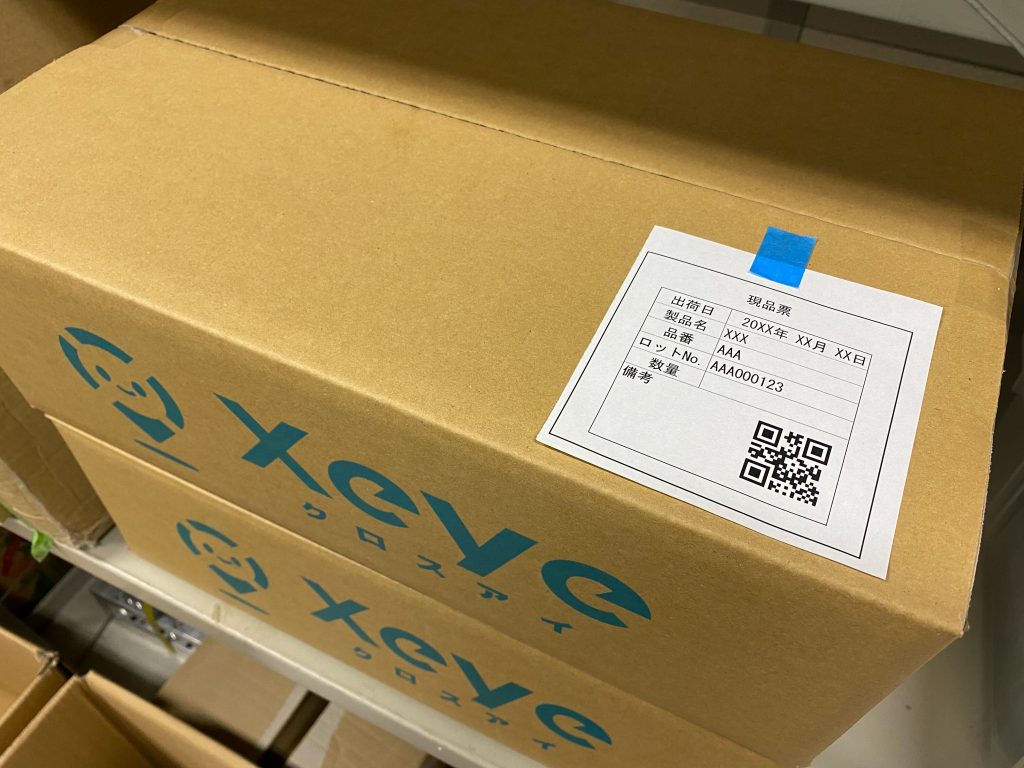 現品票
出荷日 20XX年 XX月 XX日
製品名 XXX
品番 AAA
ロットNo. AAA000123
数量
備考
xeye
クロスアイ
xeye
クロスアイ